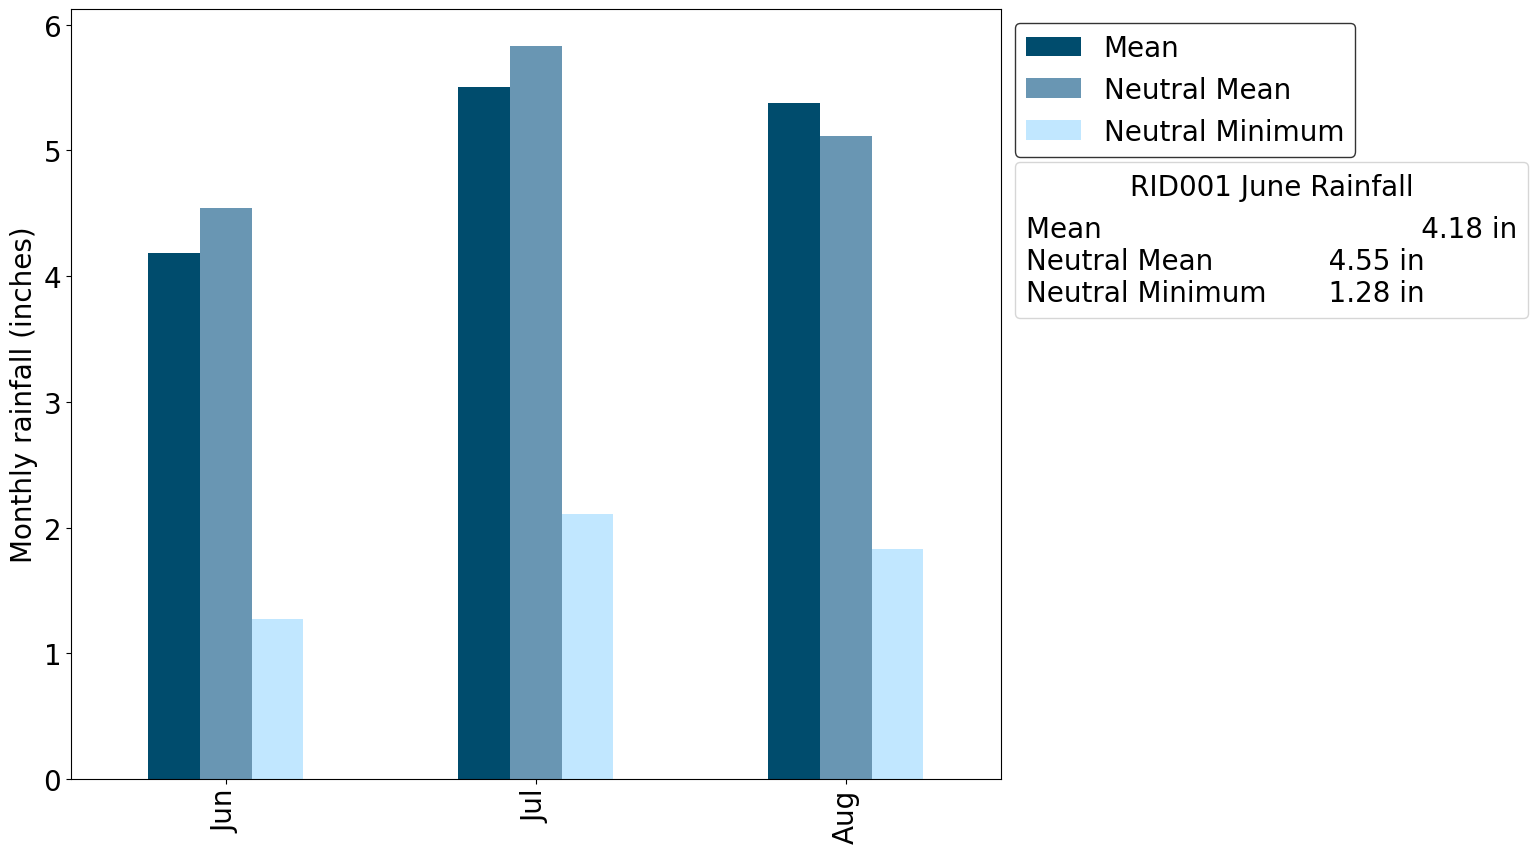 Monthly rainfall (inches)
6
5
4
3
2
1
0
Jun
Jul
Aug
Mean
Neutral Mean
Neutral Minimum
RID001 June Rainfall
Mean 4.18 in
Neutral Mean 4.55 in
Neutral Minimum 1.28 in